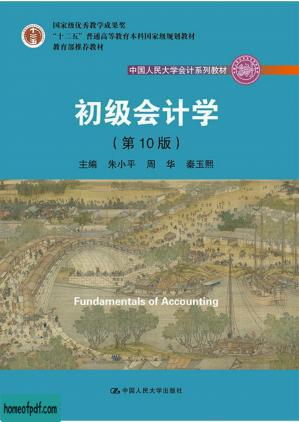 国家级优秀教学成果奖
“十二五”普通高等教育本科国家级规划教材
教育部推荐教材
中国人民大学会计系列教材
初级会计学
（第10版）
主编 朱小平 周 华 秦玉熙
Fundamentals of Accounting
中国人民大学出版社
homeofpdf.com
homeofpdf.com